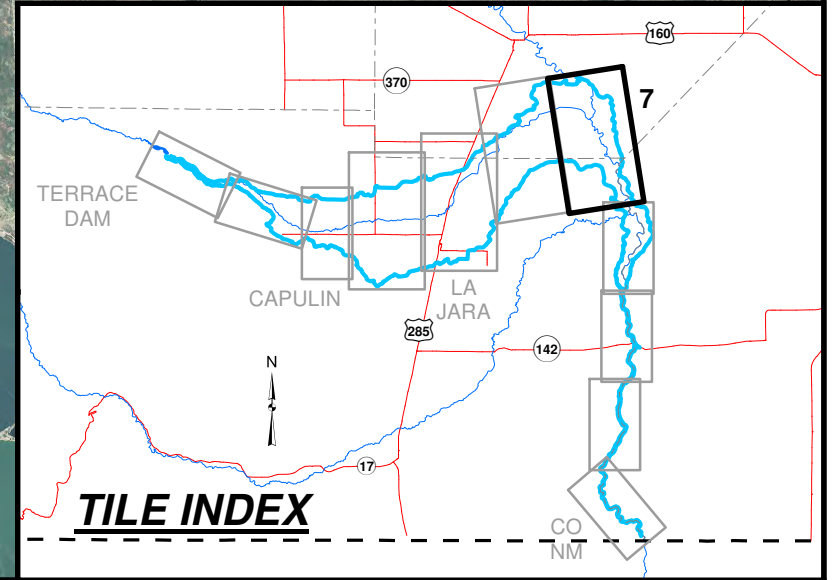 160
370
7
TERRACE
DAM
CAPULIN
LA
JARA
285
142
N
17
TILE INDEX
CO
NM